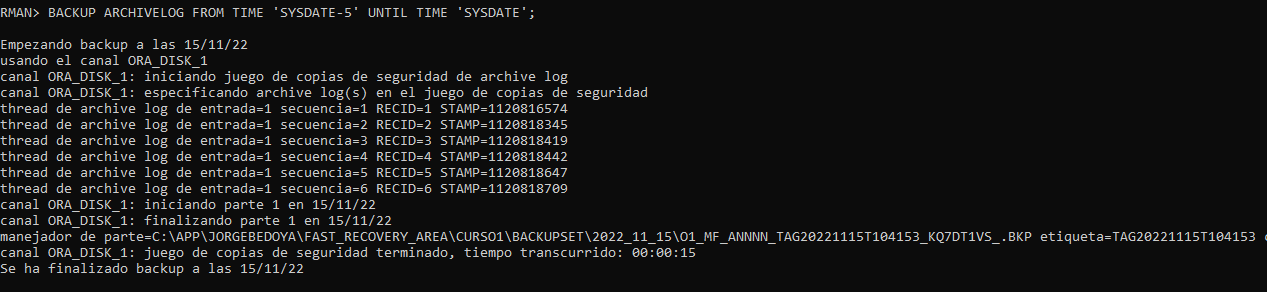 RMAN> BACKUP ARCHIVELOG FROM TIME 'SYSDATE-5' UNTIL TIME 'SYSDATE';
Empezando backup a las 15/11/22
usando el canal ORA_DISK_1
canal ORA_DISK_1: iniciando juego de copias de seguridad de archive log
canal ORA_DISK_1: especificando archive log(s) en el juego de copias de seguridad
thread de archive log de entrada=1 secuencia=1 RECID=1 STAMP=1120816574
thread de archive log de entrada=1 secuencia=2 RECID=2 STAMP=1120818345
thread de archive log de entrada=1 secuencia=3 RECID=3 STAMP=1120818419
thread de archive log de entrada=1 secuencia=4 RECID=4 STAMP=1120818442
thread de archive log de entrada=1 secuencia=5 RECID=5 STAMP=1120818647
thread de archive log de entrada=1 secuencia=6 RECID=6 STAMP=1120818709
canal ORA_DISK_1: iniciando parte 1 en 15/11/22
canal ORA_DISK_1: finalizando parte 1 en 15/11/22
manejador de parte=C:\APP\JORGEBEDOYA\FAST_RECOVERY_AREA\CURSO1\BACKUPSET\2022_11_15\O1_MF_ANNNN_TAG20221115T104153_KQ7DT1VS_.BKP etiqueta=TAG20221115T104153
canal ORA_DISK_1: juego de copias de seguridad terminado, tiempo transcurrido: 00:00:15
Se ha finalizado backup a las 15/11/22